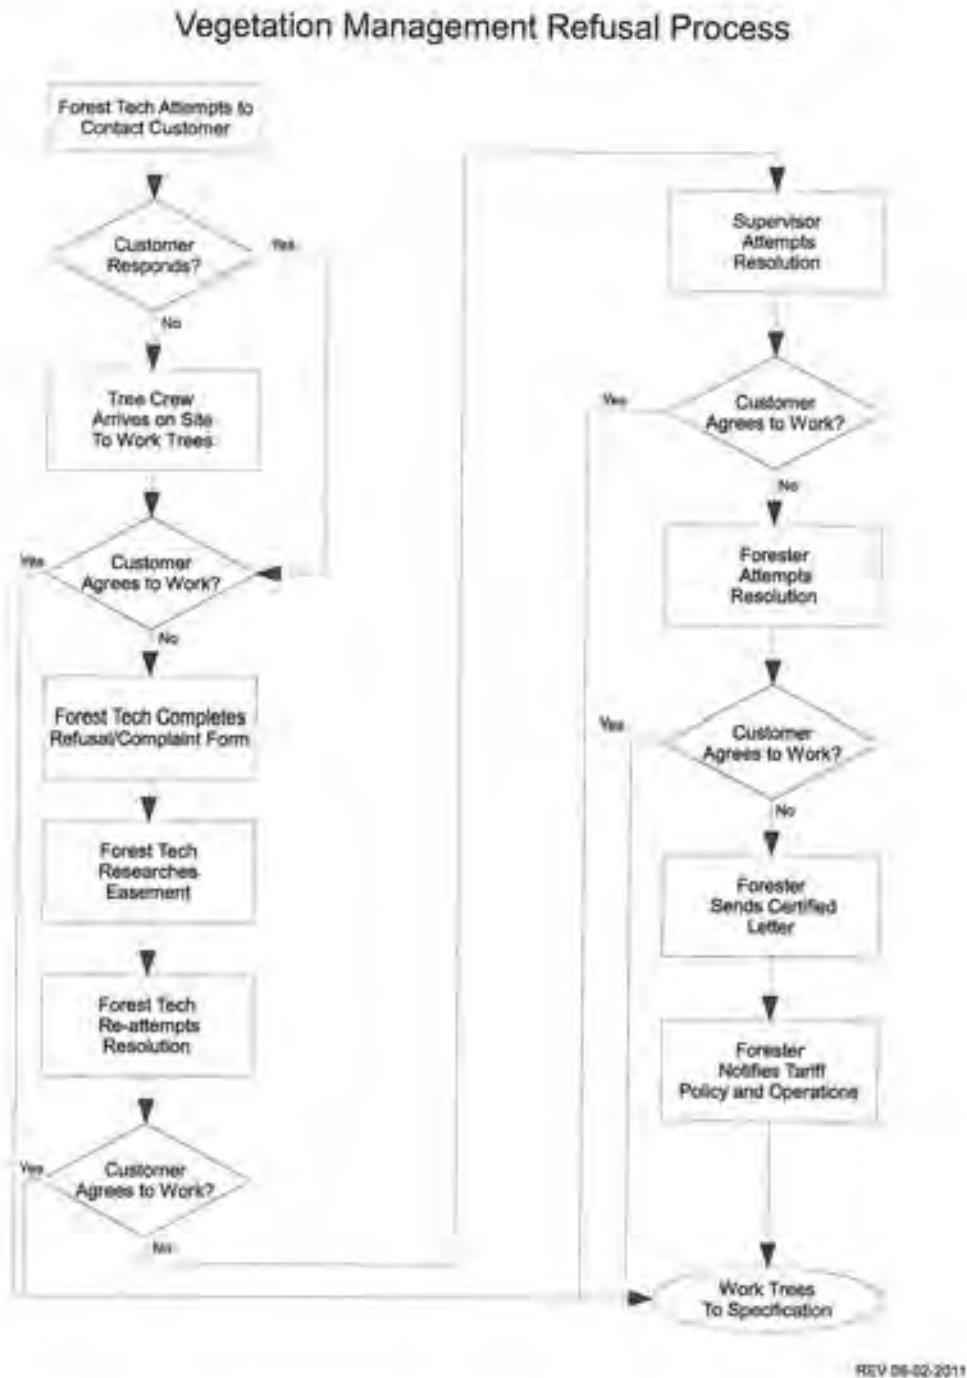 Vegetation Management Refusal Process
Forest Tech Attempts to
Contact Customer
Customer
Responds?
Yes
No
Tree Crew
Arrives on Site
To Work Trees
Yes
Customer
Agrees to Work?
No
Forest Tech Completes
Refusal/Complaint Form
Forest Tech
Researches
Easement
Forest Tech
Re-attempts
Resolution
Yes
Customer
Agrees to Work?
No
Supervisor
Attempts
Resolution
Yes
Customer
Agrees to Work?
No
Forester
Attempts
Resolution
Yes
Customer
Agrees to Work?
No
Forester
Sends Certified
Letter
Forester
Notifies Tariff
Policy and Operations
Work Trees
To Specification
REV 06-02-2011